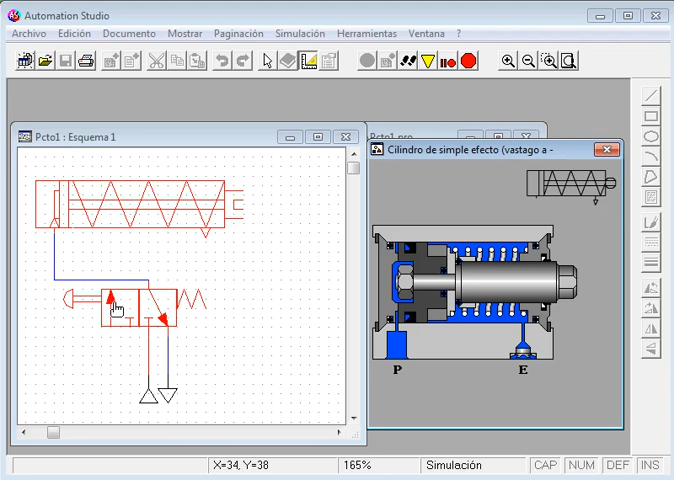 Automation Studio
Archivo Edición Documento Mostrar Paginación Simulación Herramientas Ventana ?
Pcto1 : Esquema 1
Pcto1.pro
Cilindro de simple efecto (vastago a -
P E
X=34, Y=38 165% Simulación CAP NUM DEF INS